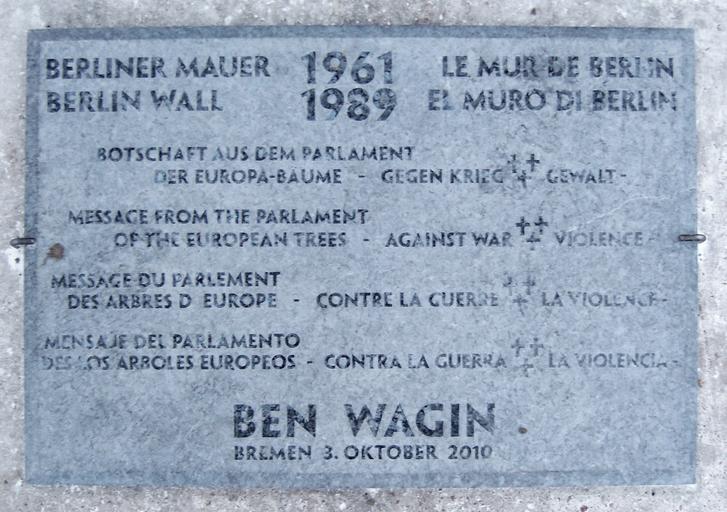 BERLINER MAUER 1961 LE MUR DE BERLIN
BERLIN WALL 1989 EL MURO DI BERLIN
BOTSCHAFT AUS DEM PARLAMENT
DER EUROPA-BÄUME - GEGEN KRIEG +++ GEWALT -
MESSAGE FROM THE PARLAMENT
OF THE EUROPEAN TREES - AGAINST WAR +++ VIOLENCE -
MESSAGE DU PARLEMENT
DES ARBRES D EUROPE - CONTRE LA GUERRE +++ LA VIOLENCE -
MENSAJE DEL PARLAMENTO
DES LOS ARBOLES EUROPEOS - CONTRA LA GUERRA +++ LA VIOLENCIA -
BEN WAGIN
BREMEN 3. OKTOBER 2010